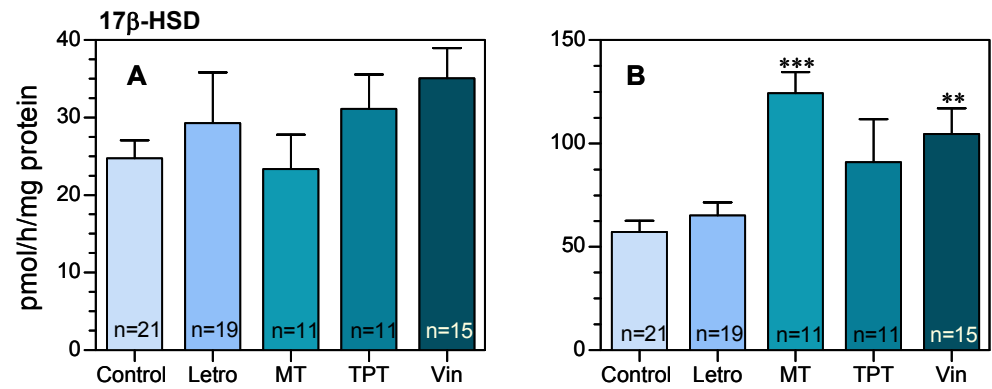 17β-HSD
pmol/h/mg protein
40
30
20
10
0
A
n=21
n=19
n=11
n=11
n=15
Control
Letro
MT
TPT
Vin
150
100
50
0
B
***
**
n=21
n=19
n=11
n=11
n=15
Control
Letro
MT
TPT
Vin